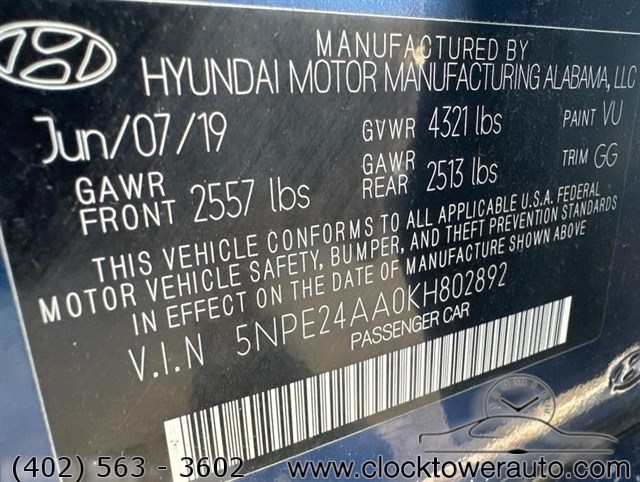 MANUFACTURED BY
HYUNDAI MOTOR MANUFACTURING ALABAMA, LLC
Jun/07/19 GVWR 4321 lbs PAINT VU
GAWR FRONT 2557 lbs GAWR REAR 2513 lbs TRIM GG
THIS VEHICLE CONFORMS TO ALL APPLICABLE U.S.A. FEDERAL
MOTOR VEHICLE SAFETY, BUMPER, AND THEFT PREVENTION STANDARDS
IN EFFECT ON THE DATE OF MANUFACTURE SHOWN ABOVE
V.I.N 5NPE24AA0KH802892
PASSENGER CAR
(402) 563 - 3602 www.clocktowerauto.com